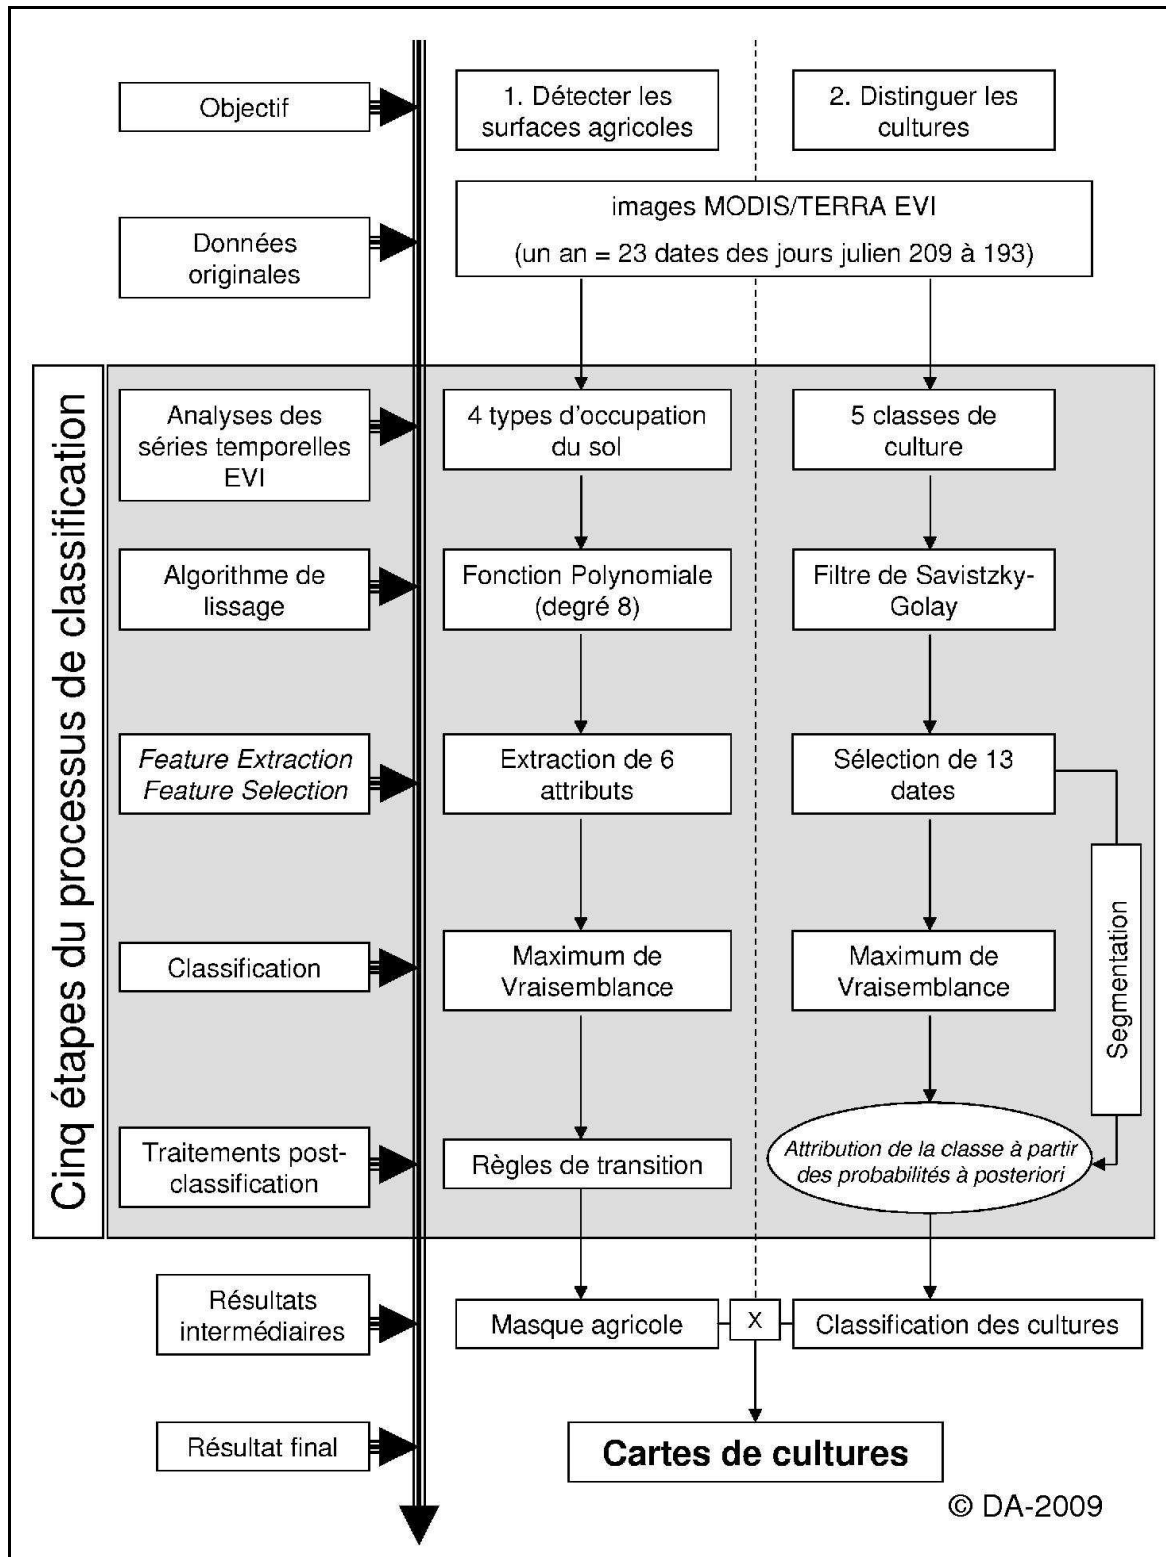 Objectif
1. Détecter les
surfaces agricoles
2. Distinguer les
cultures
Données
originales
images MODIS/TERRA EVI
(un an = 23 dates des jours julien 209 à 193)
Cinq étapes du processus de classification
Analyses des
séries temporelles
EVI
4 types d’occupation
du sol
5 classes de
culture
Algorithme de
lissage
Fonction Polynomiale
(degré 8)
Filtre de Savistzky-
Golay
Feature Extraction
Feature Selection
Extraction de 6
attributs
Sélection de 13
dates
Segmentation
Classification
Maximum de
Vraisemblance
Maximum de
Vraisemblance
Traitements post-
classification
Règles de transition
Attribution de la classe à partir
des probabilités à posteriori
Résultats
intermédiaires
Masque agricole
X
Classification des cultures
Résultat final
Cartes de cultures
© DA-2009